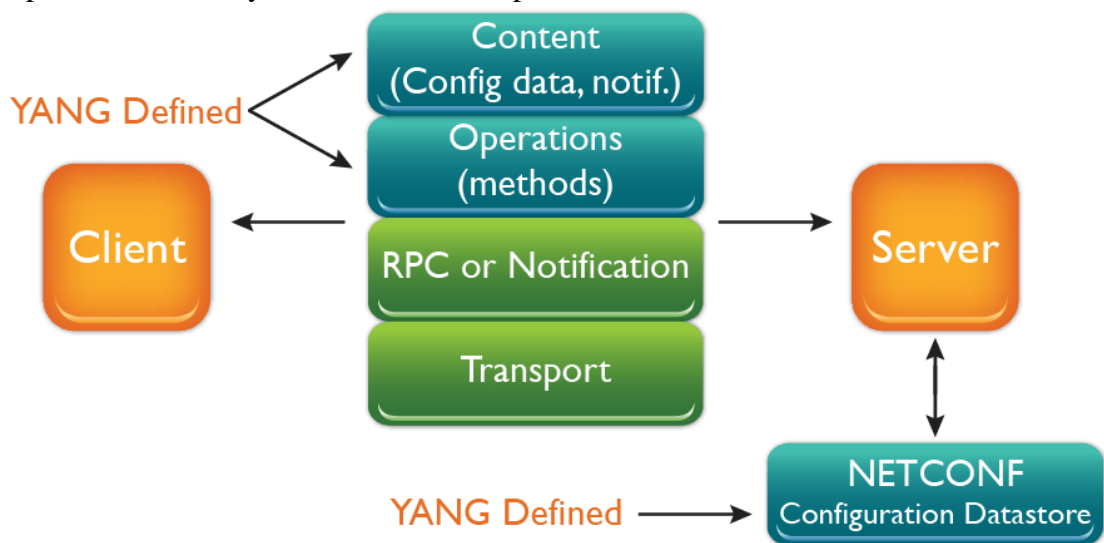 Content
(Config data, notif.)
YANG Defined
Operations
(methods)
Client
RPC or Notification
Server
Transport
NETCONF
Configuration Datastore
YANG Defined